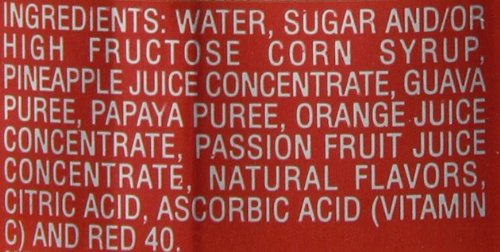 INGREDIENTS: WATER, SUGAR AND/OR
HIGH FRUCTOSE CORN SYRUP,
PINEAPPLE JUICE CONCENTRATE, GUAVA
PUREE, PAPAYA PUREE, ORANGE JUICE
CONCENTRATE, PASSION FRUIT JUICE
CONCENTRATE, NATURAL FLAVORS,
CITRIC ACID, ASCORBIC ACID (VITAMIN
C) AND RED 40.